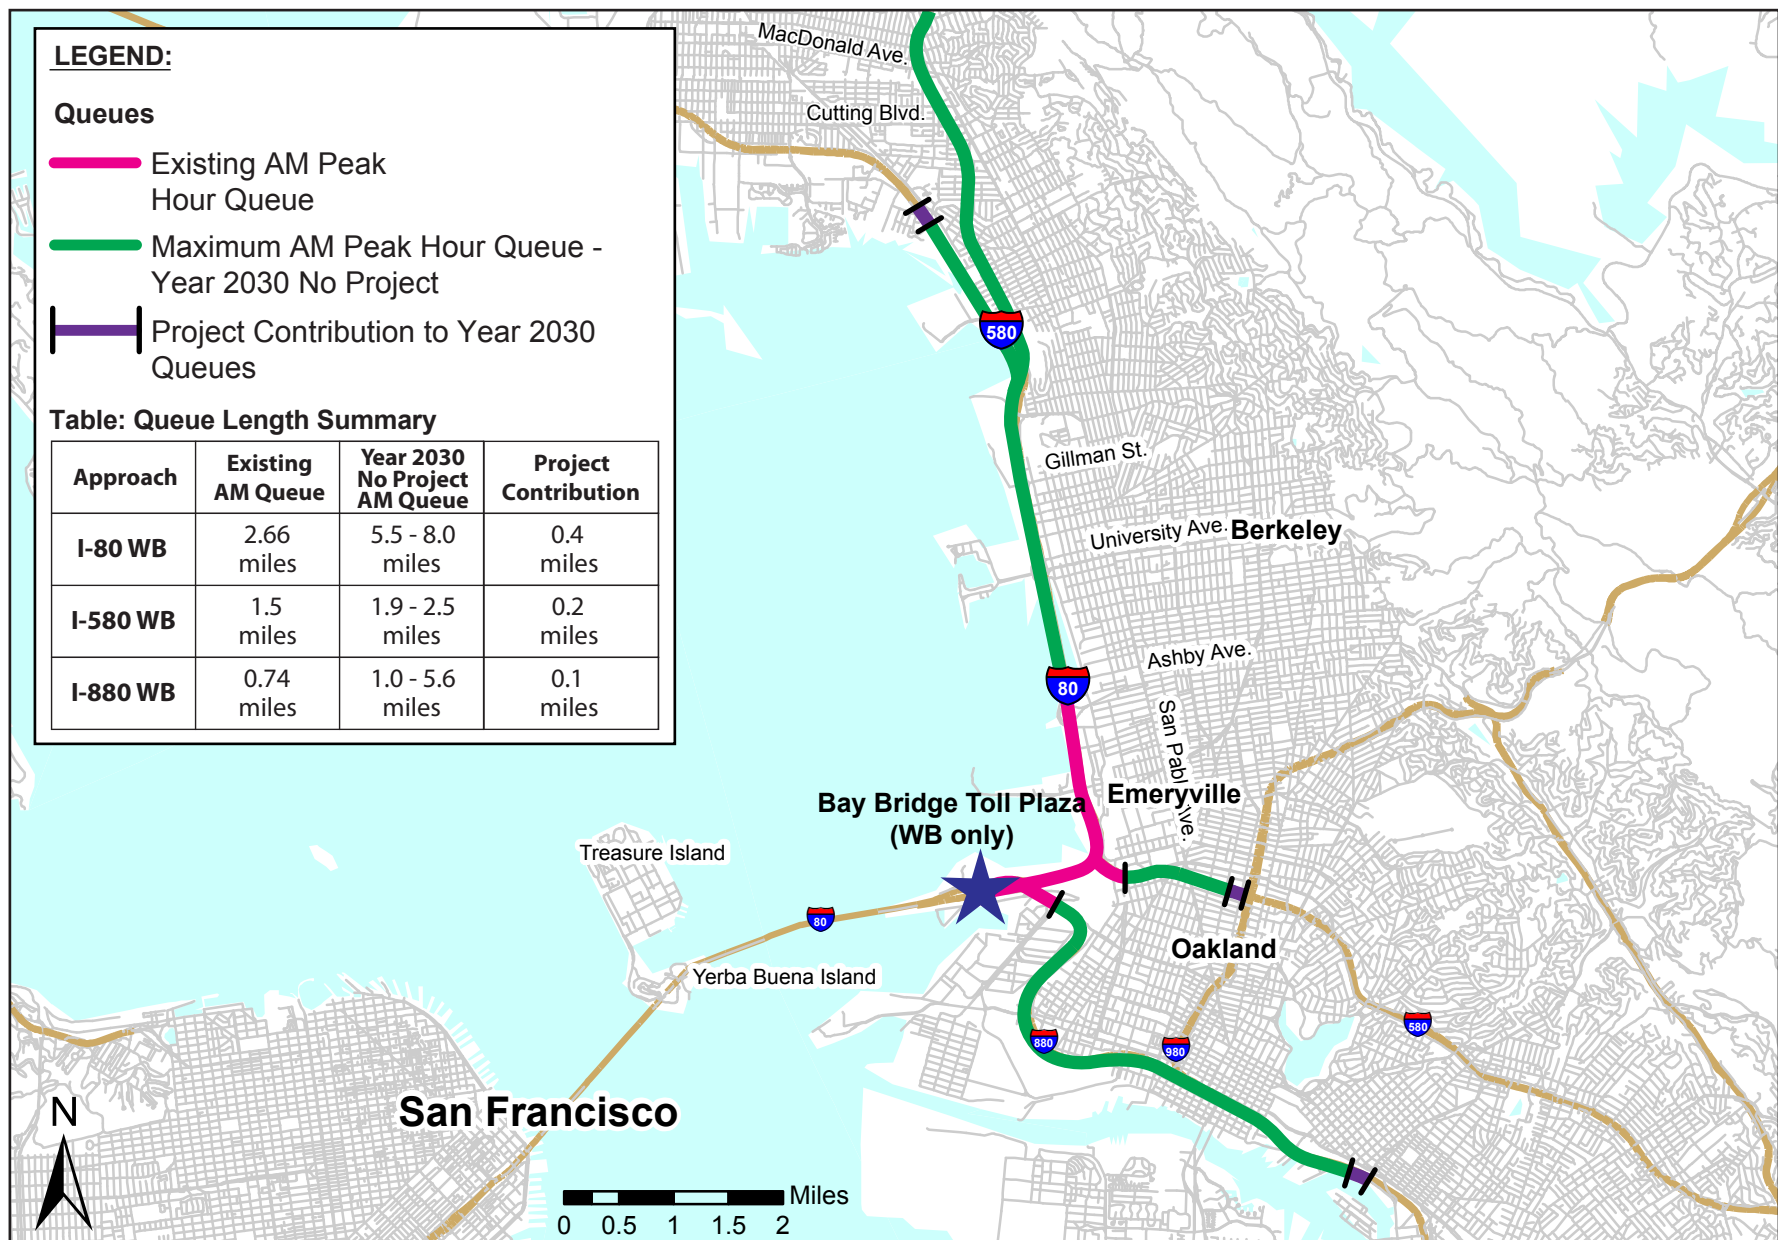 LEGEND:
Queues
Existing AM Peak
Hour Queue
Maximum AM Peak Hour Queue -
Year 2030 No Project
Project Contribution to Year 2030
Queues
Table: Queue Length Summary
Approach
Existing
AM Queue
Year 2030
No Project
AM Queue
Project
Contribution
I-80 WB
2.66
miles
5.5 - 8.0
miles
0.4
miles
I-580 WB
1.5
miles
1.9 - 2.5
miles
0.2
miles
I-880 WB
0.74
miles
1.0 - 5.6
miles
0.1
miles
MacDonald Ave.
Cutting Blvd.
580
Gillman St.
University Ave.
Berkeley
Ashby Ave.
80
San Pablo Ave.
Emeryville
Bay Bridge Toll Plaza
(WB only)
Treasure Island
80
Oakland
Yerba Buena Island
580
880
980
San Francisco
N
Miles
0 0.5 1 1.5 2